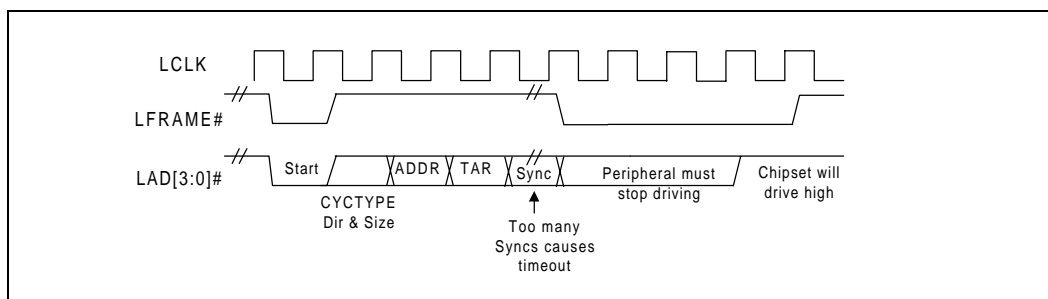 LCLK
LFRAME#
LAD[3:0]#
Start
CYCTYPE
Dir & Size
ADDR
TAR
Sync
Too many
Syncs causes
timeout
Peripheral must
stop driving
Chipset will
drive high